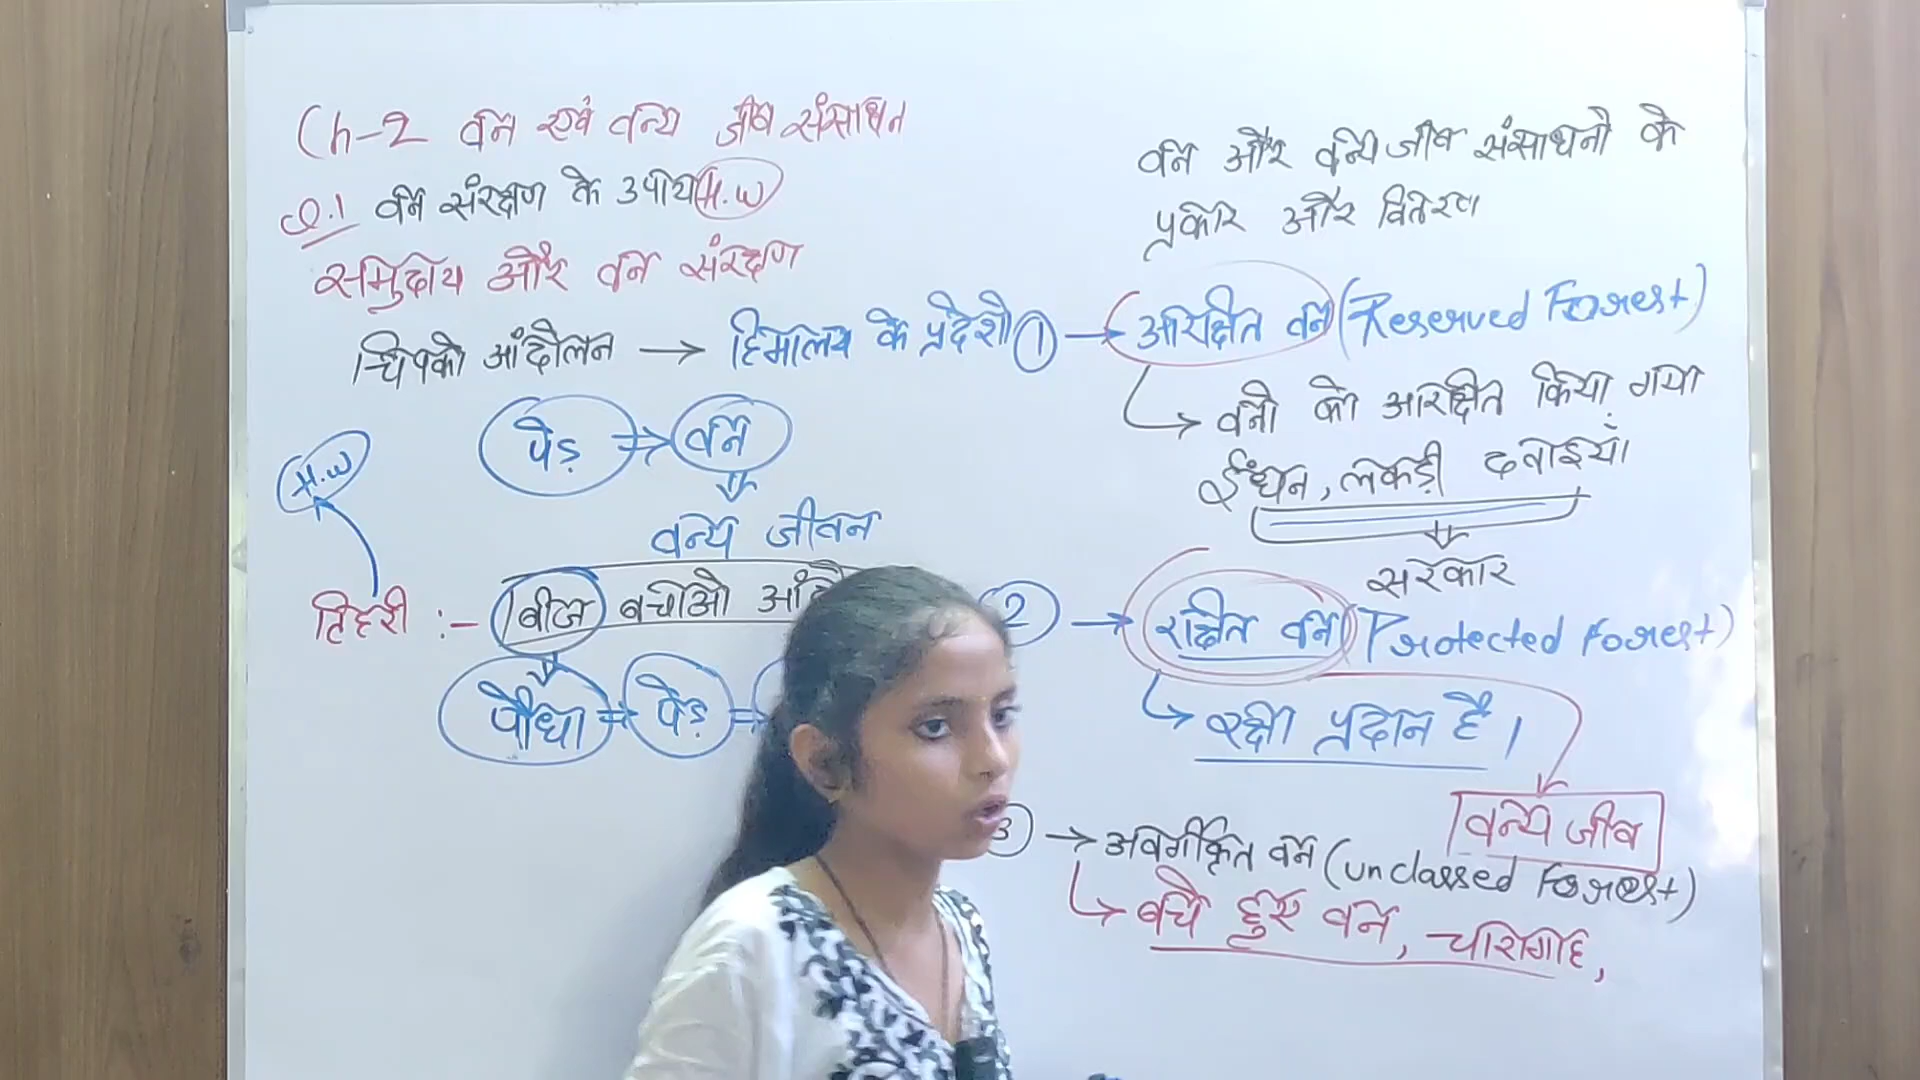 Ch-2 वन एवं वन्य जीव संसाधन
Q.1 वन संरक्षण के उपाय H.W
समुदाय और वन संरक्षण
चिपको आंदोलन → हिमालय के प्रदेशो
पेड़ ⇒ वन
H.W
वन्य जीवन
टिहरी :- बीज बचाओ
पौधा ⇒ पेड़ ⇒
वन और वन्य जीव संसाधनो के
प्रकार और वितरण
1 → आरक्षित वन (Reserved Forest)
↳ वनो को आरक्षित किया गया
ईंधन, लकड़ी दवाइयाँ
सरकार
2 → रक्षित वन (Protected Forest)
↳ रक्षा प्रदान है।
वन्य जीव
3 → अवर्गीकृत वन (unclassed Forest)
↳ बचे हुए वन, चारागाह,